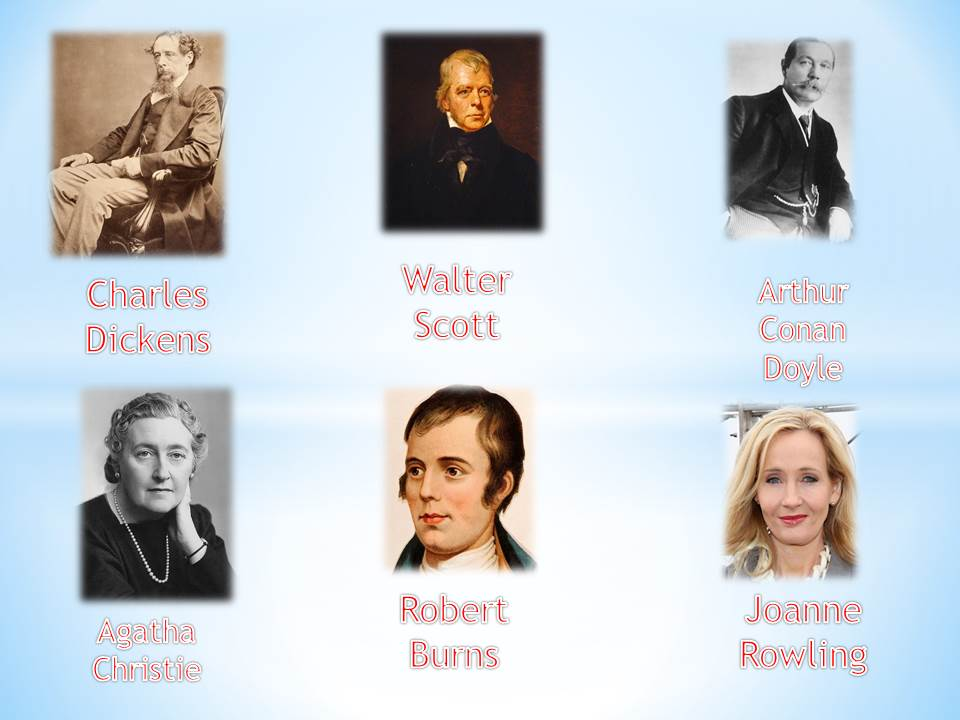 Charles
Dickens
Walter
Scott
Arthur
Conan
Doyle
Agatha
Christie
Robert
Burns
Joanne
Rowling